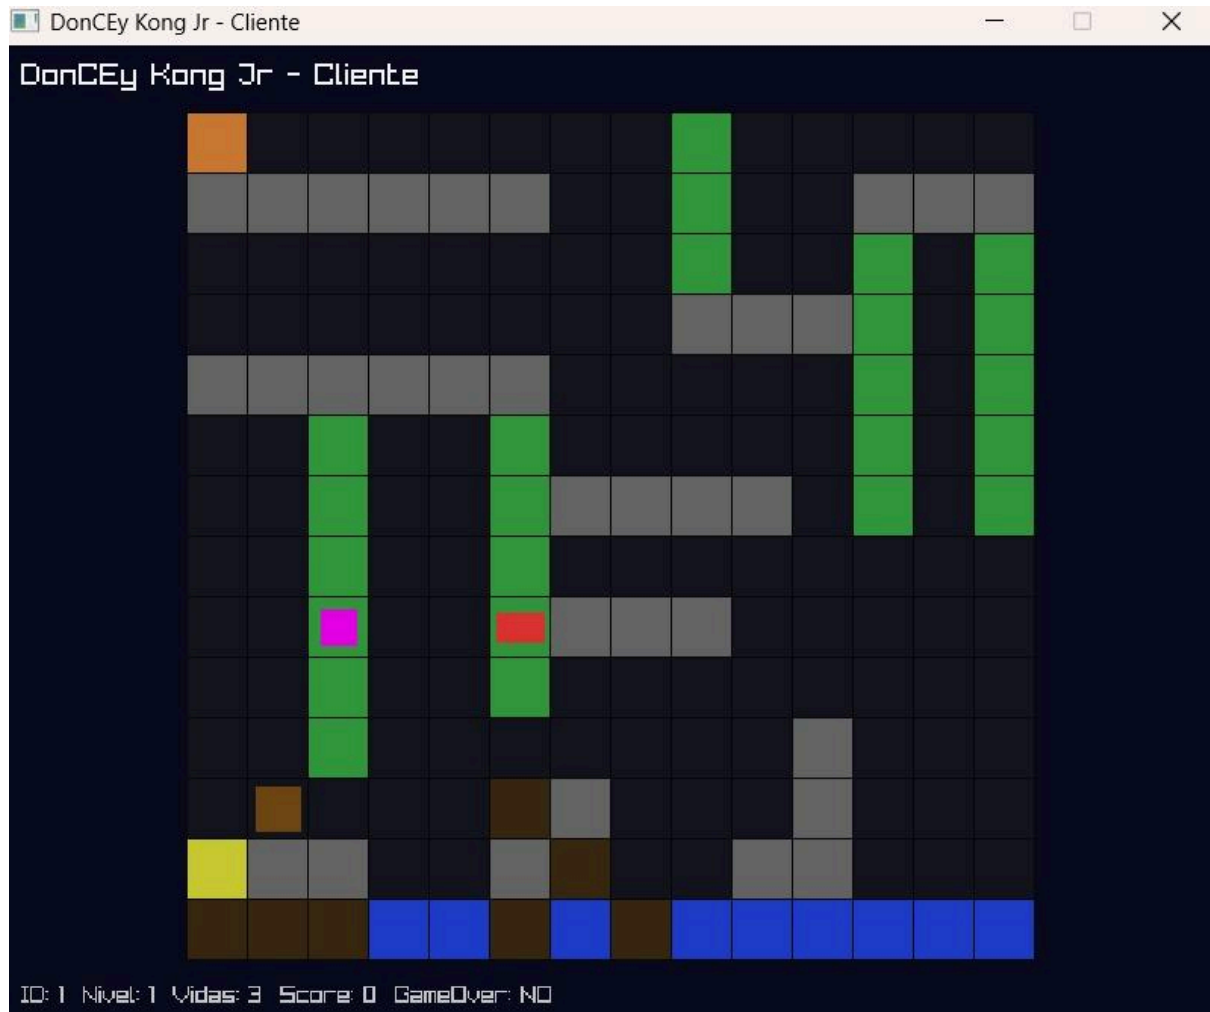 DonCEy Kong Jr - Cliente
DonCEy Kong Jr - Cliente
ID: 1 Nivel: 1 Vidas: 3 Score: 0 GameOver: NO